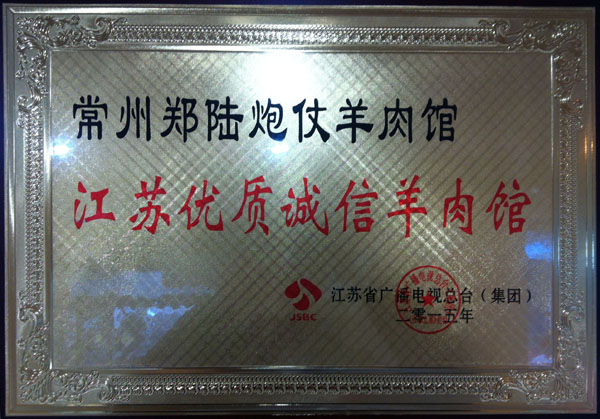 常州郑陆炮仗羊肉馆
江苏优质诚信羊肉馆
JSBC
江苏省广播电视总台（集团）
二零一五年